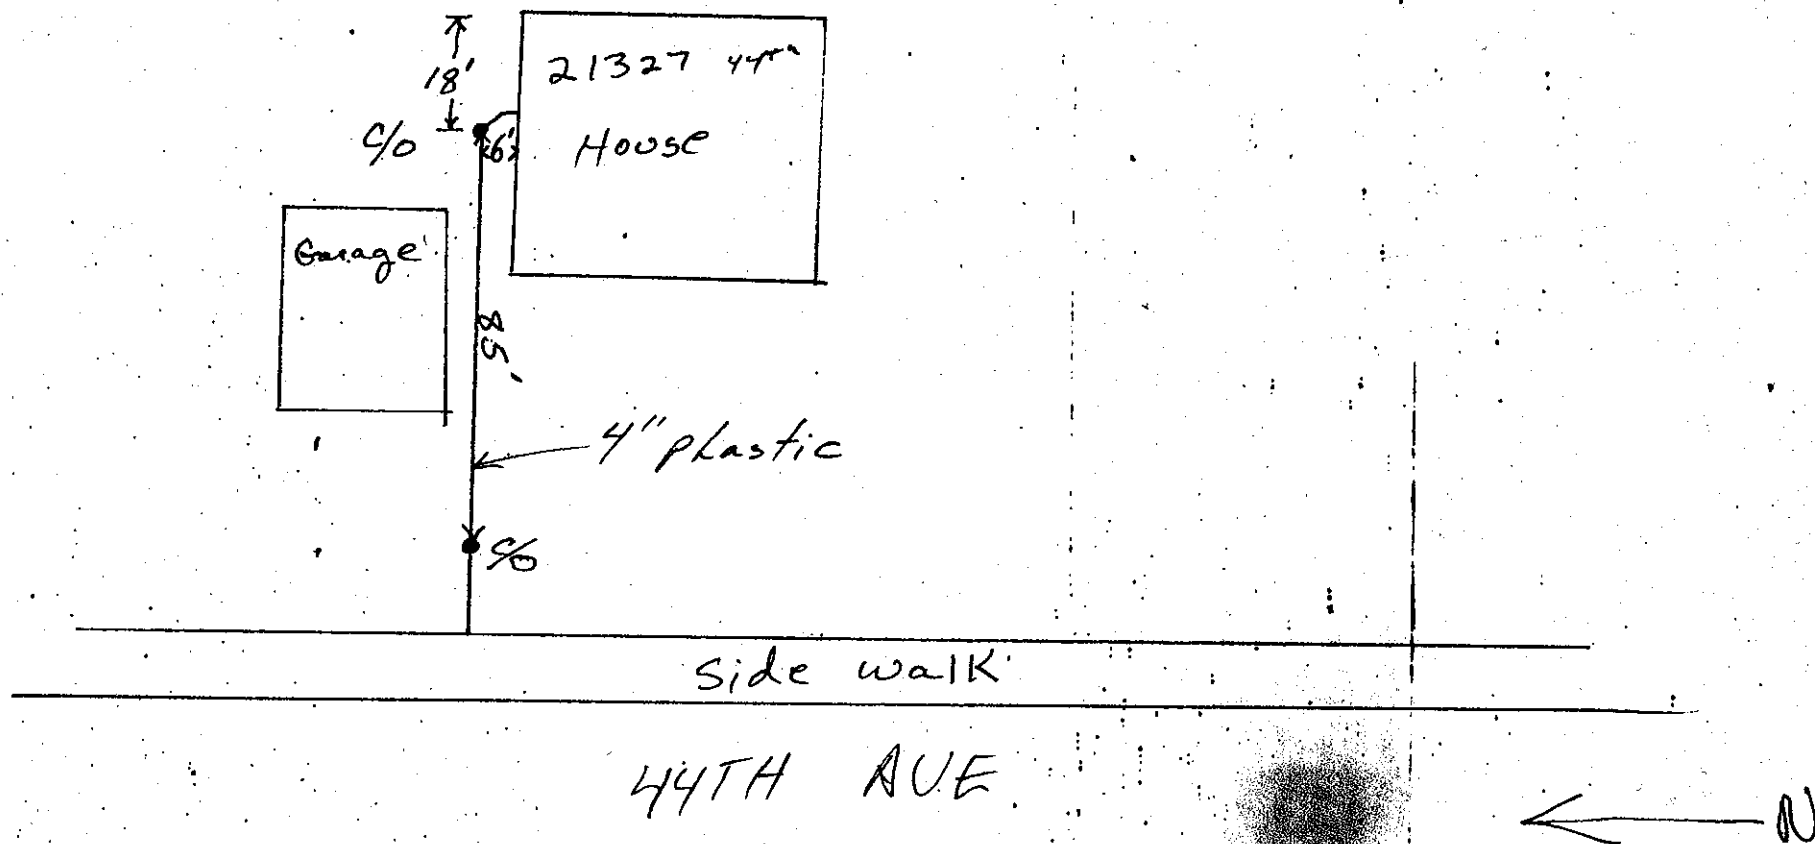 18'
21327 44TH
C/O
6'
House
Garage
85'
4" plastic
C/O
Side walk
44TH AVE
N